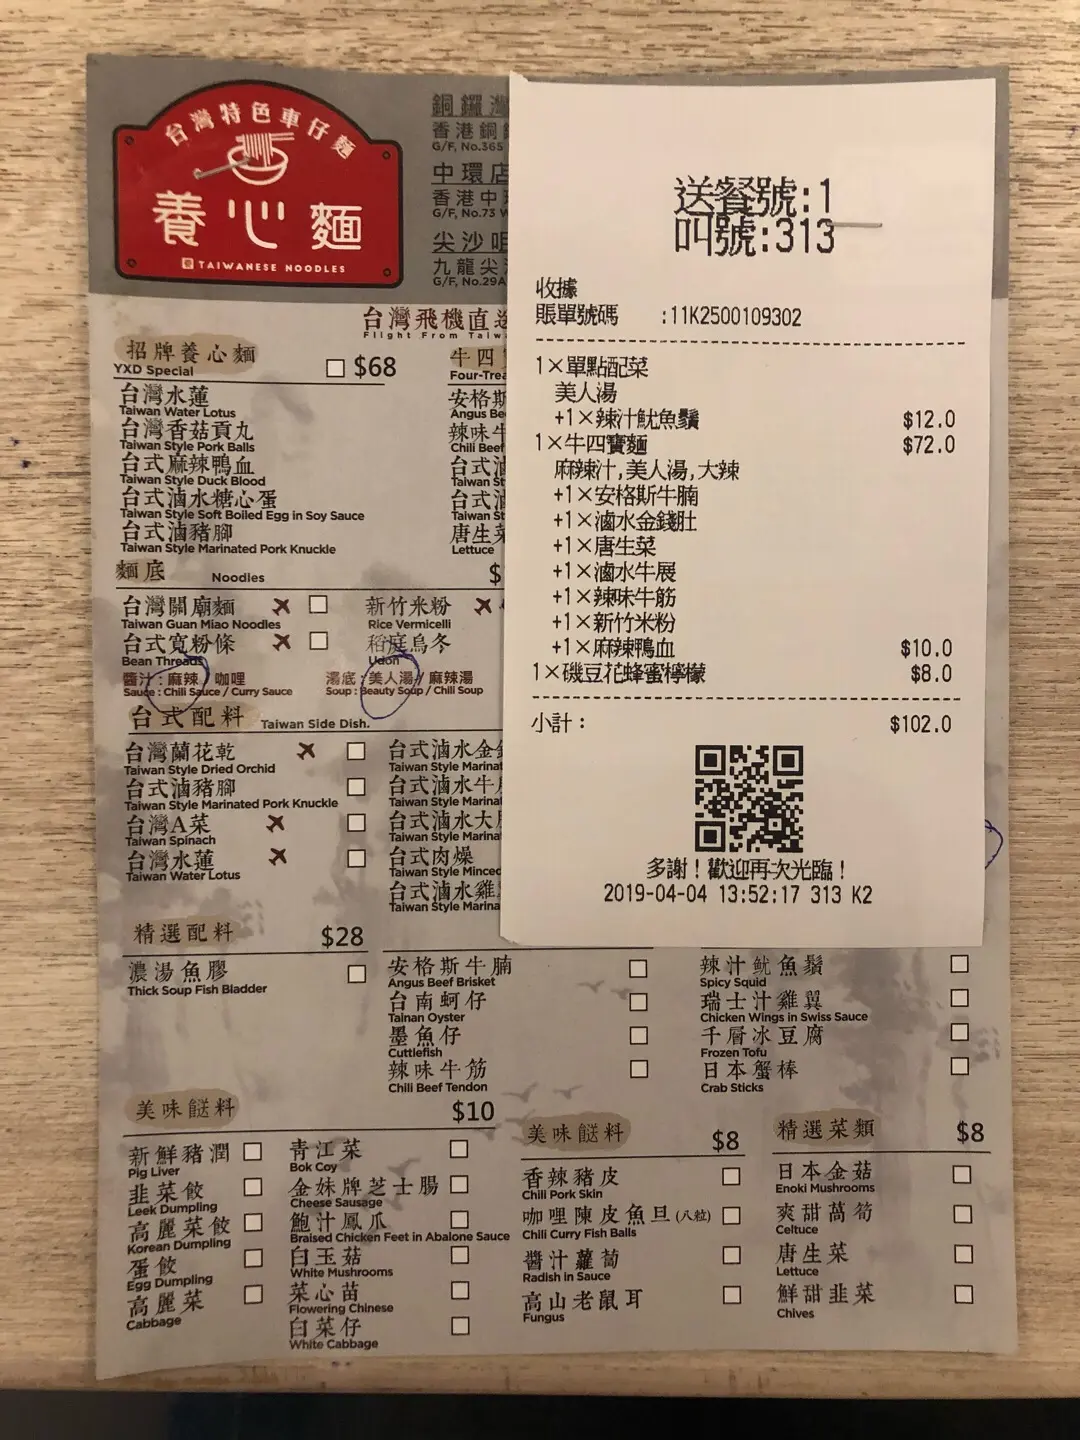 台灣特色車仔麵
養心麵
TAIWANESE NOODLES
銅鑼灣
香港銅
G/F, No.365
中環店
香港中
G/F, No.73 W
尖沙咀
九龍尖
G/F, No.29A
台灣飛機直送
Flight From Taiw
招牌養心麵
YXD Special
$68
台灣水蓮
Taiwan Water Lotus
台灣香菇貢丸
Taiwan Style Pork Balls
台式麻辣鴨血
Taiwan Style Duck Blood
台式滷水糖心蛋
Taiwan Style Soft Boiled Egg in Soy Sauce
台式滷豬腳
Taiwan Style Marinated Pork Knuckle
牛四
Four-Trea
安格斯
Angus Be
辣味牛
Chili Beef
台式滷
Taiwan St
台式滷
Taiwan St
唐生菜
Lettuce
麵底 Noodles
$
台灣關廟麵
Taiwan Guan Miao Noodles
新竹米粉
Rice Vermicelli
台式寬粉條
Bean Threads
稻庭烏冬
Udon
醬汁：麻辣／咖哩
Sauce : Chili Sauce / Curry Sauce
湯底：美人湯／麻辣湯
Soup : Beauty Soup / Chili Soup
台式配料 Taiwan Side Dish.
台灣蘭花乾
Taiwan Style Dried Orchid
台式滷豬腳
Taiwan Style Marinated Pork Knuckle
台灣A菜
Taiwan Spinach
台灣水蓮
Taiwan Water Lotus
台式滷水金錢
Taiwan Style Marinat
台式滷水牛
Taiwan Style Marina
台式滷水大
Taiwan Style Marina
台式肉燥
Taiwan Style Minced
台式滷水雞
Taiwan Style Marina
送餐號:1
叫號:313
收據
賬單號碼 :11K2500109302
1×單點配菜
美人湯
+1×辣汁魷魚鬚 $12.0
1×牛四寶麵 $72.0
麻辣汁,美人湯,大辣
+1×安格斯牛腩
+1×滷水金錢肚
+1×唐生菜
+1×滷水牛展
+1×辣味牛筋
+1×新竹米粉
+1×麻辣鴨血 $10.0
1×磯豆花蜂蜜檸檬 $8.0
小計： $102.0
多謝！歡迎再次光臨！
2019-04-04 13:52:17 313 K2
精選配料 $28
濃湯魚膠
Thick Soup Fish Bladder
安格斯牛腩
Angus Beef Brisket
台南蚵仔
Tainan Oyster
墨魚仔
Cuttlefish
辣味牛筋
Chili Beef Tendon
辣汁魷魚鬚
Spicy Squid
瑞士汁雞翼
Chicken Wings in Swiss Sauce
千層冰豆腐
Frozen Tofu
日本蟹棒
Crab Sticks
美味餸料 $10
新鮮豬潤
Pig Liver
韭菜餃
Leek Dumpling
高麗菜餃
Korean Dumpling
蛋餃
Egg Dumpling
高麗菜
Cabbage
青江菜
Bok Coy
金妹牌芝士腸
Cheese Sausage
鮑汁鳳爪
Braised Chicken Feet in Abalone Sauce
白玉菇
White Mushrooms
菜心苗
Flowering Chinese
白菜仔
White Cabbage
美味餸料 $8
香辣豬皮
Chili Pork Skin
咖哩陳皮魚旦(八粒)
Chili Curry Fish Balls
醬汁蘿蔔
Radish in Sauce
高山老鼠耳
Fungus
精選菜類 $8
日本金菇
Enoki Mushrooms
爽甜萵筍
Celtuce
唐生菜
Lettuce
鮮甜韭菜
Chives